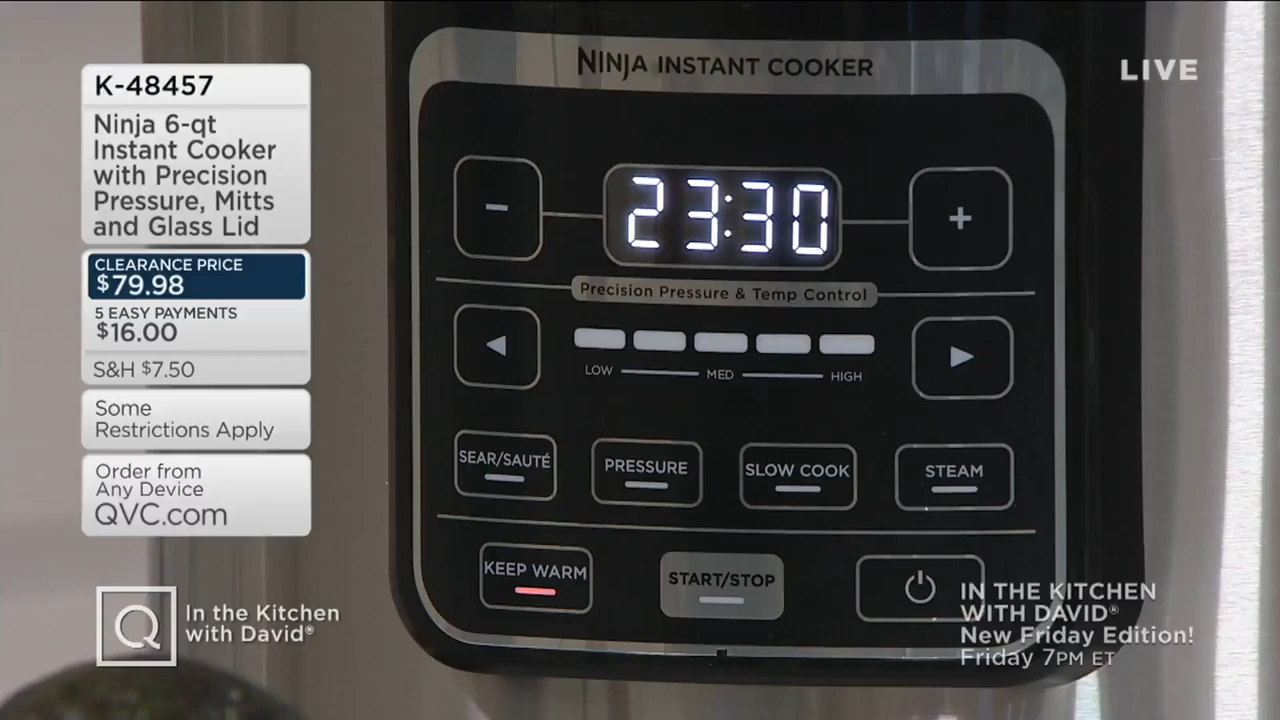 K-48457
Ninja 6-qt
Instant Cooker
with Precision
Pressure, Mitts
and Glass Lid
CLEARANCE PRICE
$79.98
5 EASY PAYMENTS
$16.00
S&H $7.50
Some
Restrictions Apply
Order from
Any Device
QVC.com
Q In the Kitchen
with David®
LIVE
NINJA INSTANT COOKER
- 23:30 +
Precision Pressure & Temp Control
LOW MED HIGH
SEAR/SAUTÉ PRESSURE SLOW COOK STEAM
KEEP WARM START/STOP
IN THE KITCHEN
WITH DAVID®
New Friday Edition!
Friday 7PM ET